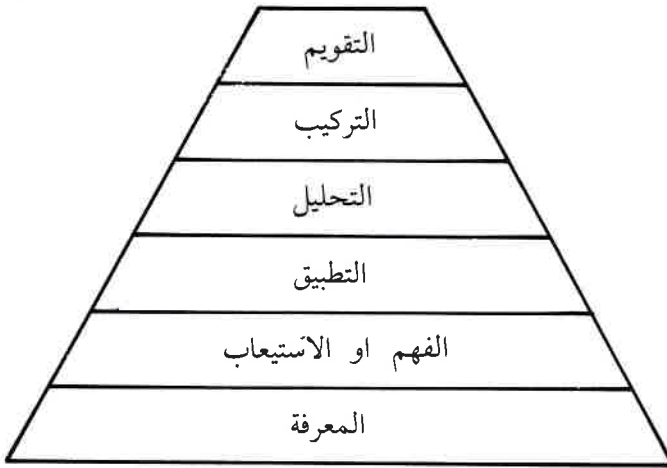 التقويم
التركيب
التحليل
التطبيق
الفهم او الاستيعاب
المعرفة